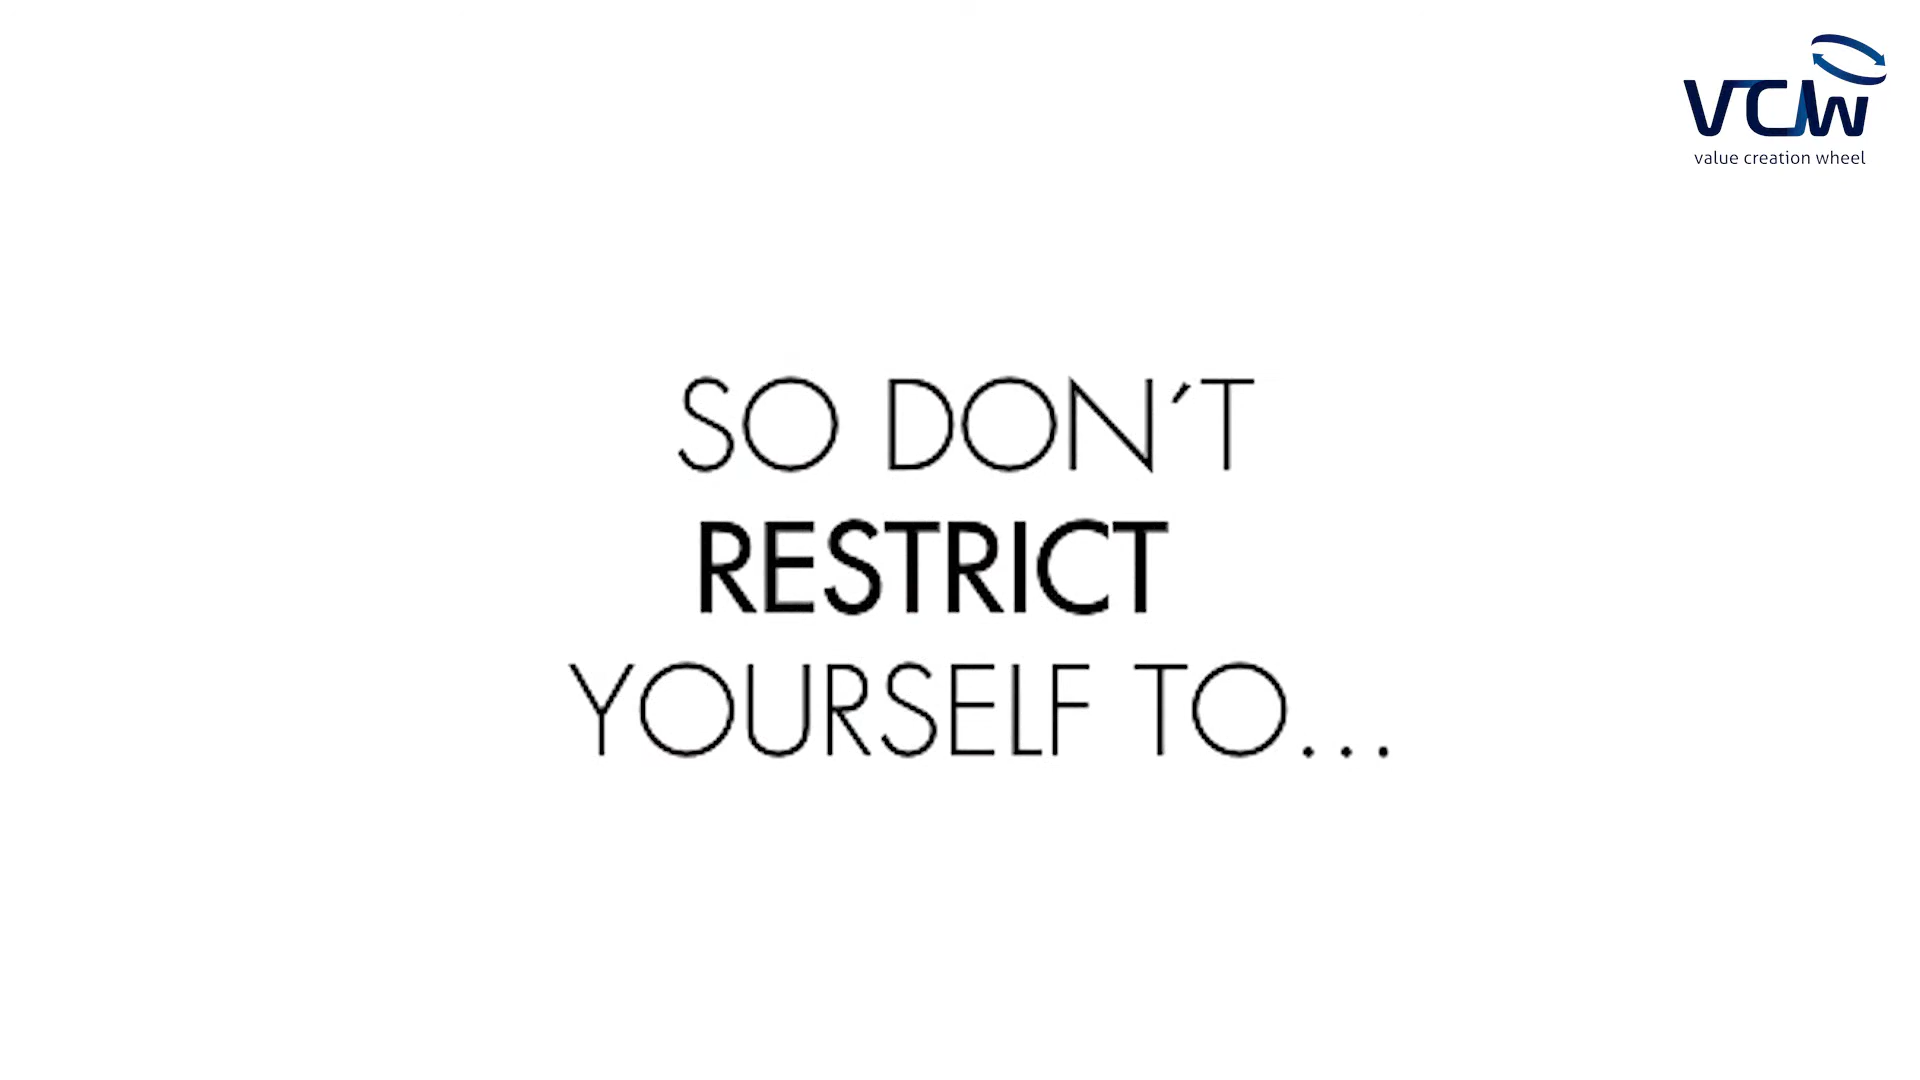 VCW
value creation wheel
SO DON´T
RESTRICT
YOURSELF TO...